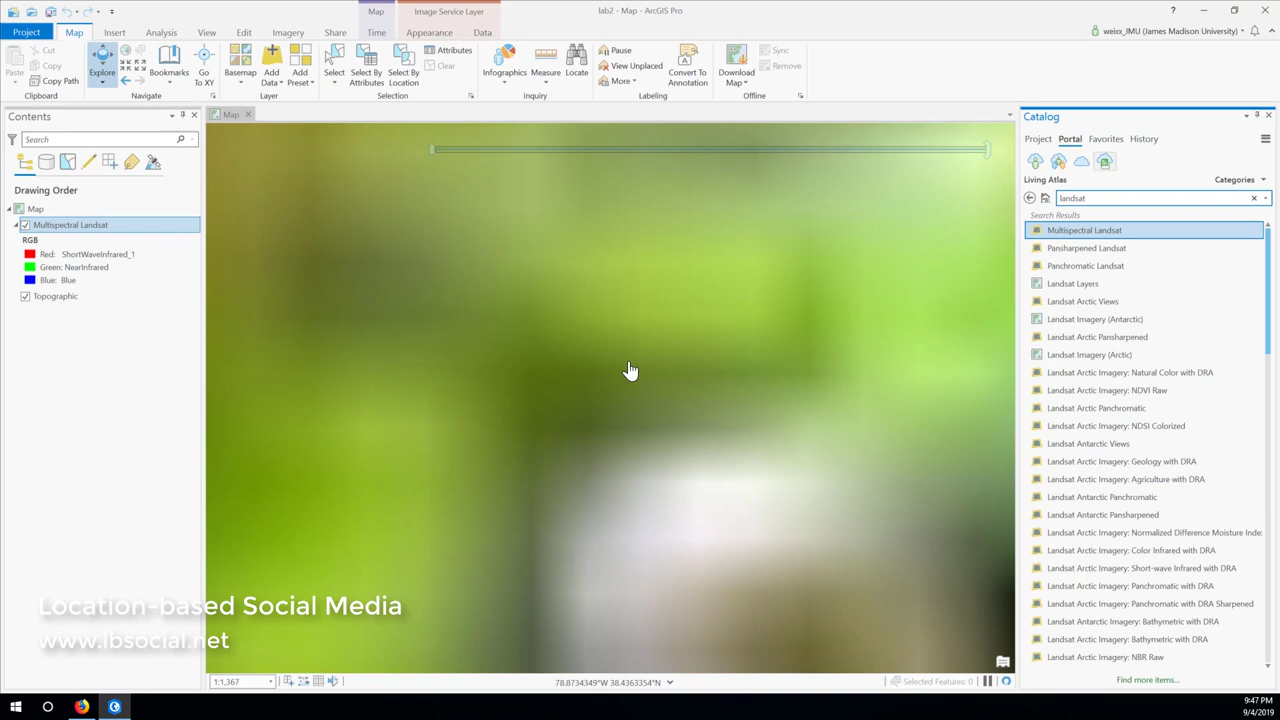 Map
Image Service Layer
lab2 - Map - ArcGIS Pro
?
Project
Map
Insert
Analysis
View
Edit
Imagery
Share
Time
Appearance
Data
weixx_JMU (James Madison University)
Paste
Cut
Copy
Copy Path
Clipboard
Explore
Bookmarks
Go To XY
Navigate
Basemap
Add Data
Add Preset
Layer
Select
Select By Attributes
Select By Location
Attributes
Clear
Selection
Infographics
Measure
Locate
Inquiry
Pause
View Unplaced
More
Convert To Annotation
Labeling
Download Map
Sync
Remove
Offline
Contents
Search
Drawing Order
Map
Multispectral Landsat
RGB
Red: ShortWaveInfrared_1
Green: NearInfrared
Blue: Blue
Topographic
Map
Location-based Social Media
www.lbsocial.net
1:1,367
78.8734349°W 38.4363354°N
Selected Features: 0
Catalog
Project
Portal
Favorites
History
Living Atlas
Categories
landsat
Search Results
Multispectral Landsat
Pansharpened Landsat
Panchromatic Landsat
Landsat Layers
Landsat Arctic Views
Landsat Imagery (Antarctic)
Landsat Arctic Pansharpened
Landsat Imagery (Arctic)
Landsat Arctic Imagery: Natural Color with DRA
Landsat Arctic Imagery: NDVI Raw
Landsat Arctic Panchromatic
Landsat Arctic Imagery: NDSI Colorized
Landsat Antarctic Views
Landsat Arctic Imagery: Geology with DRA
Landsat Arctic Imagery: Agriculture with DRA
Landsat Antarctic Panchromatic
Landsat Antarctic Pansharpened
Landsat Arctic Imagery: Normalized Difference Moisture Inde
Landsat Arctic Imagery: Color Infrared with DRA
Landsat Arctic Imagery: Short-wave Infrared with DRA
Landsat Arctic Imagery: Panchromatic with DRA
Landsat Arctic Imagery: Panchromatic with DRA Sharpened
Landsat Antarctic Imagery: Bathymetric with DRA
Landsat Arctic Imagery: Bathymetric with DRA
Landsat Arctic Imagery: NBR Raw
Find more items...
9:47 PM
9/4/2019